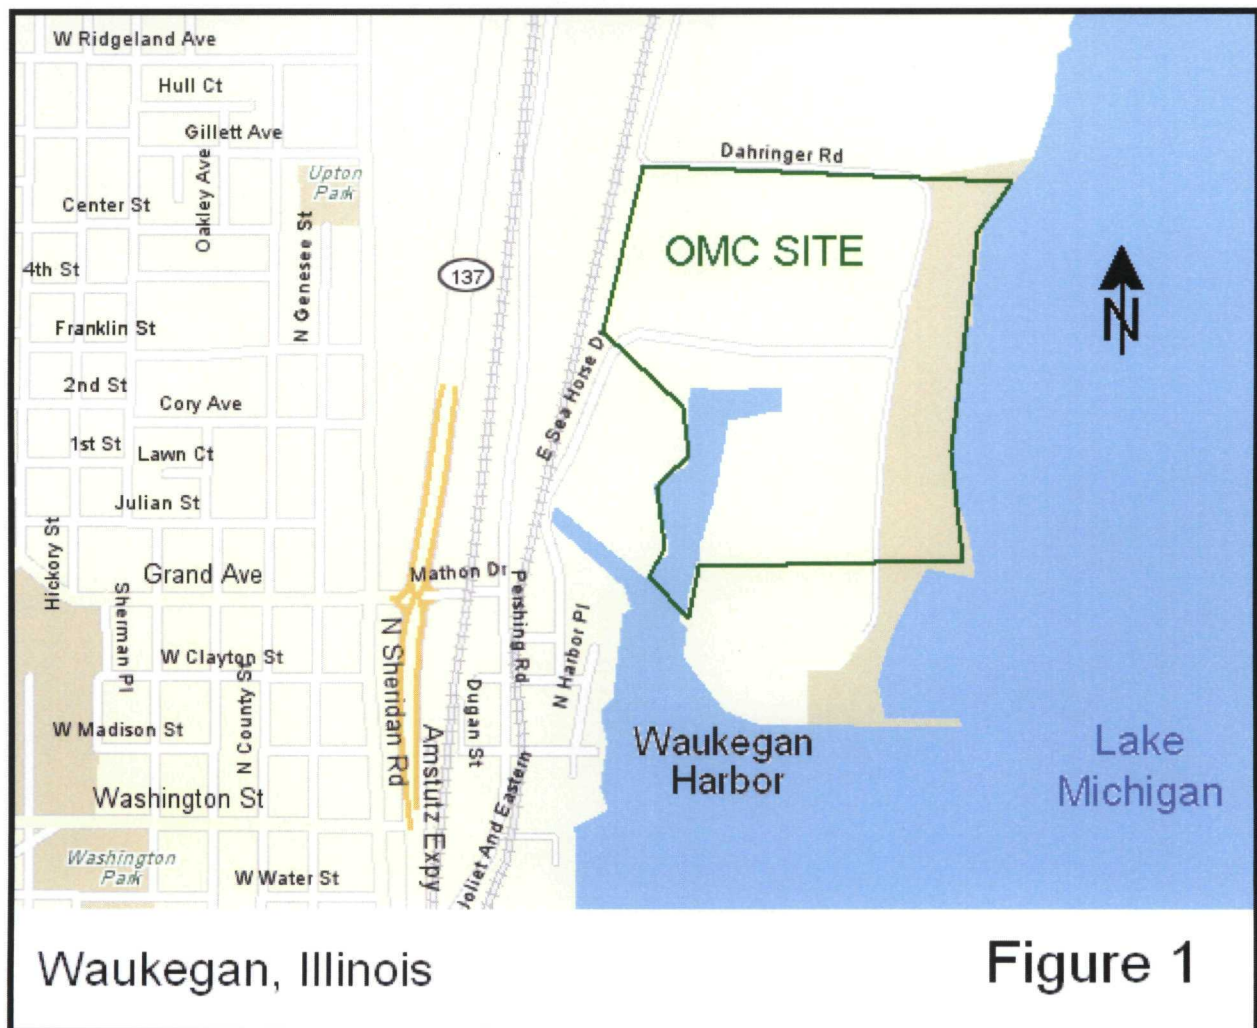 W Ridgeland Ave
Hull Ct
Gillett Ave
Oakley Ave
Upton
Park
Center St
N Genesee St
4th St
137
Franklin St
2nd St
Cory Ave
1st St
Lawn Ct
Julian St
Hickory St
Grand Ave
Sherman Pl
W Clayton St
N County St
W Madison St
Washington St
Washington
Park
W Water St
N Sheridan Rd
Amstutz Expy
Mathon Dr
Dugan St
Pershing Rd
N Harbor Pl
Joliet And Eastern
E Sea Horse D
Dahringer Rd
OMC SITE
N
Waukegan
Harbor
Lake
Michigan
Waukegan, Illinois
Figure 1